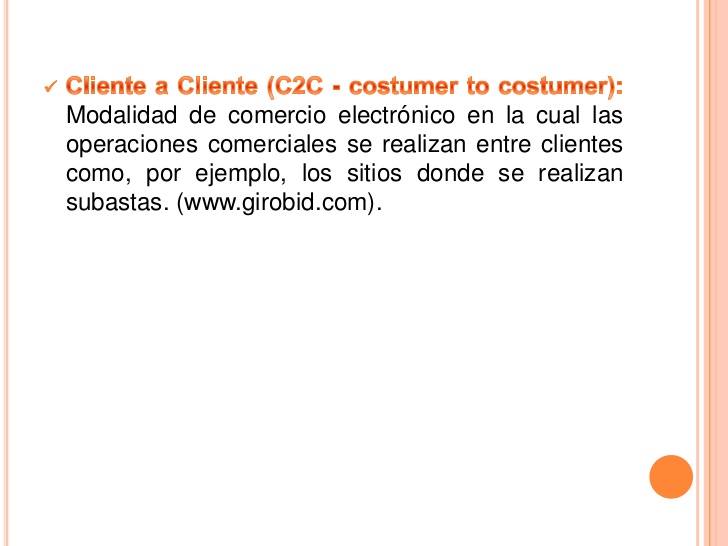 ✓ Cliente a Cliente (C2C - costumer to costumer):
Modalidad de comercio electrónico en la cual las
operaciones comerciales se realizan entre clientes
como, por ejemplo, los sitios donde se realizan
subastas. (www.girobid.com).